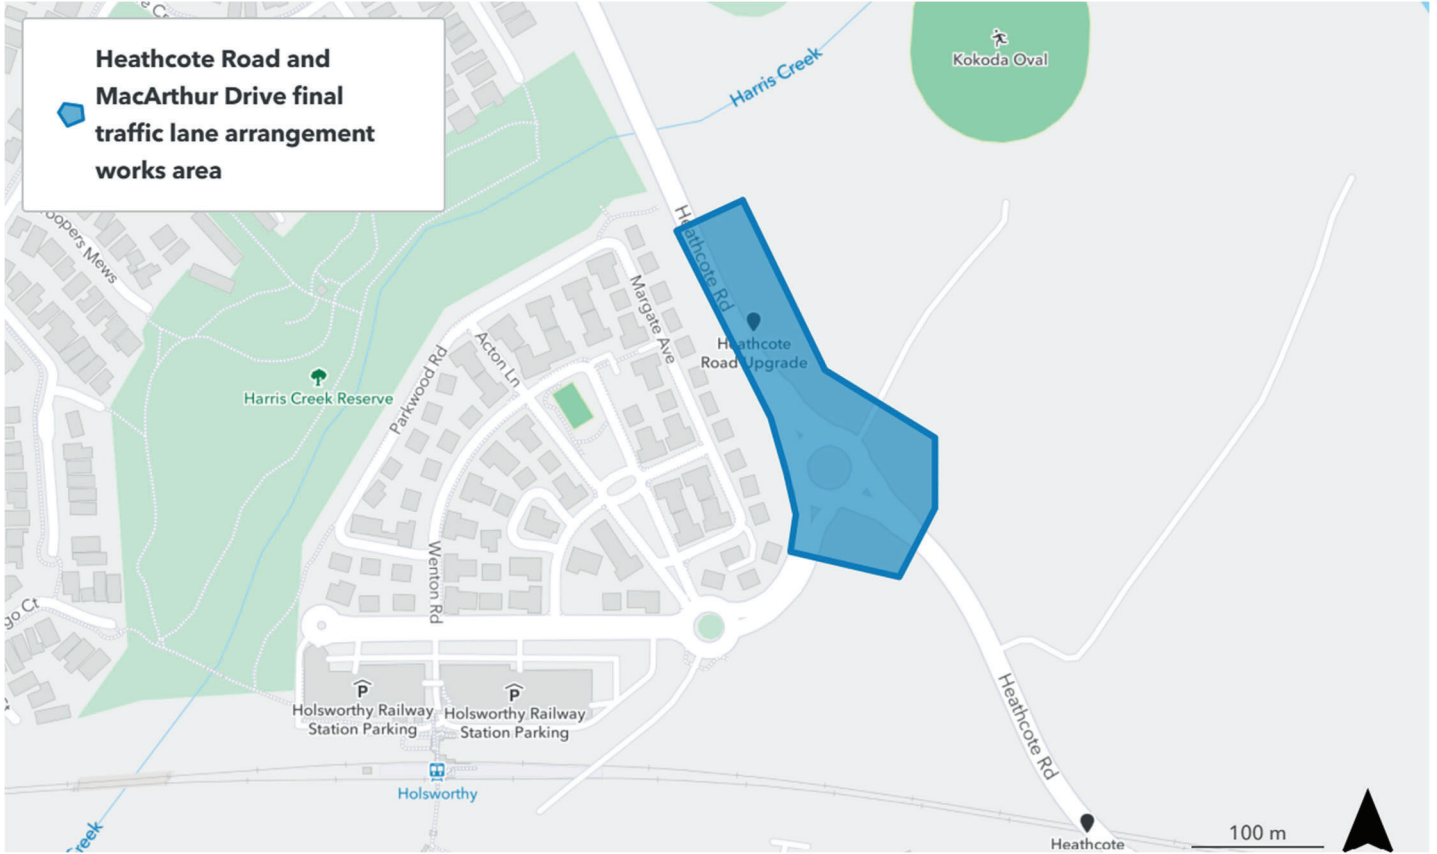 Heathcote Road and
MacArthur Drive final
traffic lane arrangement
works area
Harris Creek
Kokoda Oval
Heathcote Rd
Heathcote
Road Upgrade
Margate Ave
Acton Ln
Parkwood Rd
Harris Creek Reserve
Wenton Rd
Holsworthy Railway
Station Parking
Holsworthy Railway
Station Parking
Holsworthy
Heathcote Rd
Heathcote
100 m
Mews
Creek
P
P